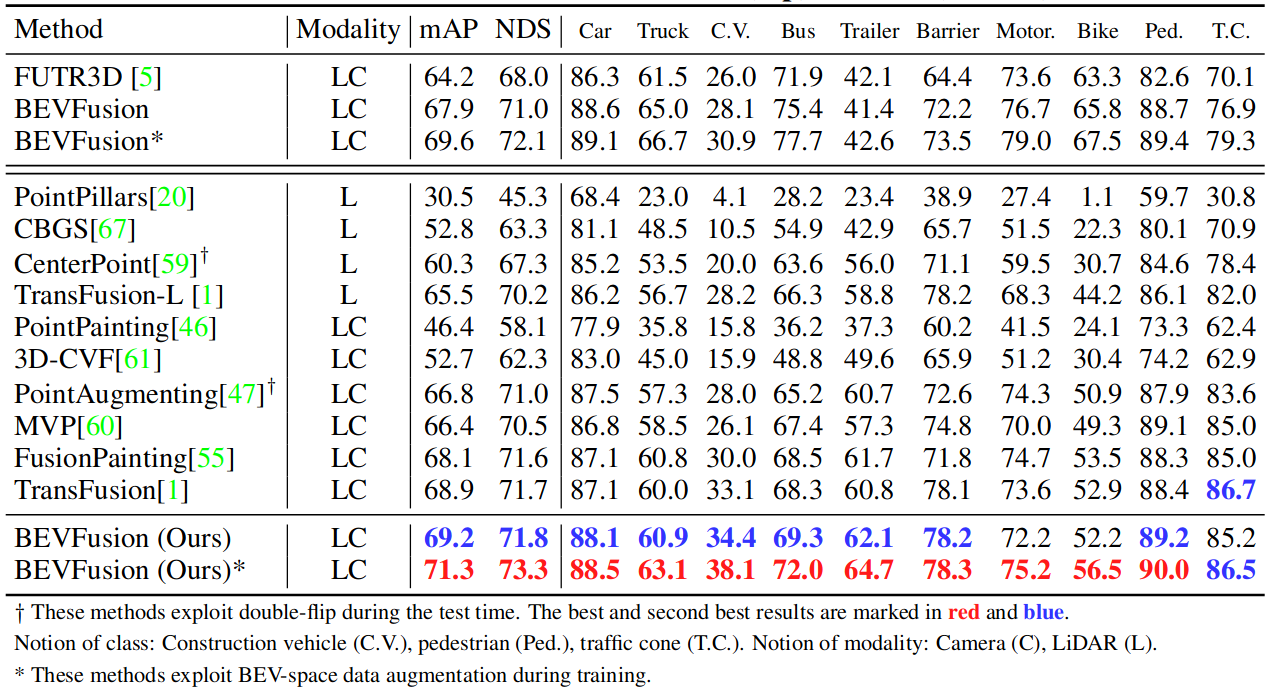 Method Modality mAP NDS Car Truck C.V. Bus Trailer Barrier Motor. Bike Ped. T.C.
FUTR3D [5] LC 64.2 68.0 86.3 61.5 26.0 71.9 42.1 64.4 73.6 63.3 82.6 70.1
BEVFusion LC 67.9 71.0 88.6 65.0 28.1 75.4 41.4 72.2 76.7 65.8 88.7 76.9
BEVFusion* LC 69.6 72.1 89.1 66.7 30.9 77.7 42.6 73.5 79.0 67.5 89.4 79.3
PointPillars[20] L 30.5 45.3 68.4 23.0 4.1 28.2 23.4 38.9 27.4 1.1 59.7 30.8
CBGS[67] L 52.8 63.3 81.1 48.5 10.5 54.9 42.9 65.7 51.5 22.3 80.1 70.9
CenterPoint[59]† L 60.3 67.3 85.2 53.5 20.0 63.6 56.0 71.1 59.5 30.7 84.6 78.4
TransFusion-L [1] L 65.5 70.2 86.2 56.7 28.2 66.3 58.8 78.2 68.3 44.2 86.1 82.0
PointPainting[46] LC 46.4 58.1 77.9 35.8 15.8 36.2 37.3 60.2 41.5 24.1 73.3 62.4
3D-CVF[61] LC 52.7 62.3 83.0 45.0 15.9 48.8 49.6 65.9 51.2 30.4 74.2 62.9
PointAugmenting[47]† LC 66.8 71.0 87.5 57.3 28.0 65.2 60.7 72.6 74.3 50.9 87.9 83.6
MVP[60] LC 66.4 70.5 86.8 58.5 26.1 67.4 57.3 74.8 70.0 49.3 89.1 85.0
FusionPainting[55] LC 68.1 71.6 87.1 60.8 30.0 68.5 61.7 71.8 74.7 53.5 88.3 85.0
TransFusion[1] LC 68.9 71.7 87.1 60.0 33.1 68.3 60.8 78.1 73.6 52.9 88.4 86.7
BEVFusion (Ours) LC 69.2 71.8 88.1 60.9 34.4 69.3 62.1 78.2 72.2 52.2 89.2 85.2
BEVFusion (Ours)* LC 71.3 73.3 88.5 63.1 38.1 72.0 64.7 78.3 75.2 56.5 90.0 86.5
† These methods exploit double-flip during the test time. The best and second best results are marked in red and blue.
Notion of class: Construction vehicle (C.V.), pedestrian (Ped.), traffic cone (T.C.). Notion of modality: Camera (C), LiDAR (L).
* These methods exploit BEV-space data augmentation during training.